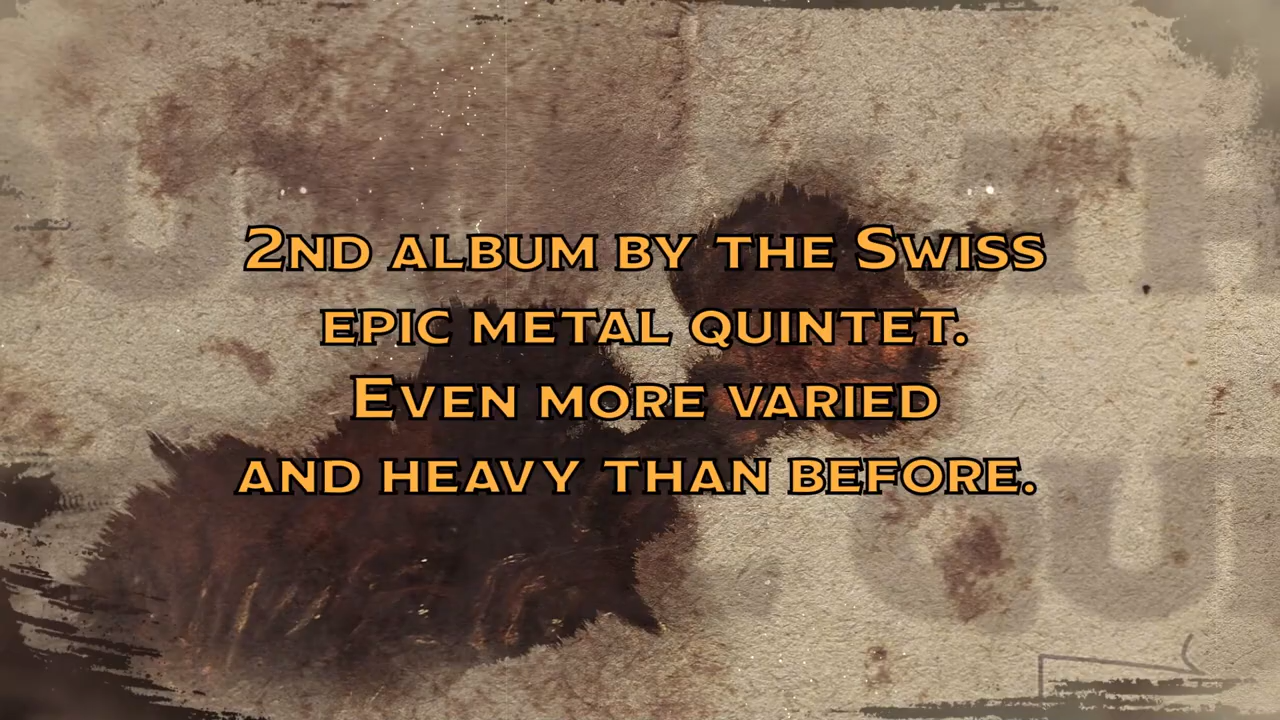 2nd album by the Swiss
epic metal quintet.
Even more varied
and heavy than before.